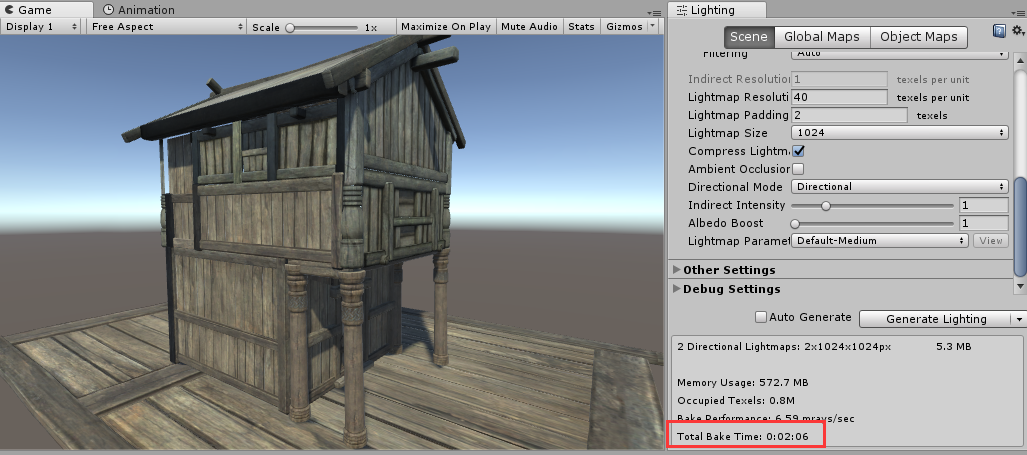 Game
Animation
Display 1
Free Aspect
Scale
1x
Maximize On Play
Mute Audio
Stats
Gizmos
Lighting
Scene
Global Maps
Object Maps
Filtering
Auto
Indirect Resolution 1 texels per unit
Lightmap Resoluti 40 texels per unit
Lightmap Padding 2 texels
Lightmap Size 1024
Compress Lightma
Ambient Occlusion
Directional Mode Directional
Indirect Intensity 1
Albedo Boost 1
Lightmap Paramet Default-Medium View
Other Settings
Debug Settings
Auto Generate Generate Lighting
2 Directional Lightmaps: 2x1024x1024px 5.3 MB
Memory Usage: 572.7 MB
Occupied Texels: 0.8M
Bake Performance: 6.59 mrays/sec
Total Bake Time: 0:02:06